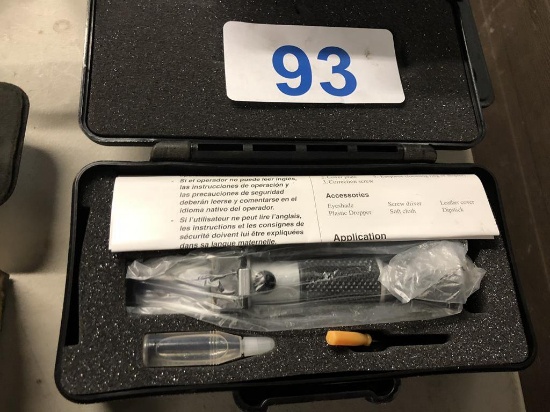 93
3. Correction screw
Si el operador no puede leer inglés,
las instrucciones de operación y
las precauciones de seguridad
deberán leerse y comentarse en el
idioma nativo del operador.
Si l'utilisateur ne peut lire l'anglais,
les instructions et les consignes de
sécurité doivent lui être expliquées
dans sa langue maternelle.
Accessories
Eyeshade Screw driver Leather cover
Plastic Dropper Soft cloth Dipstick
Application